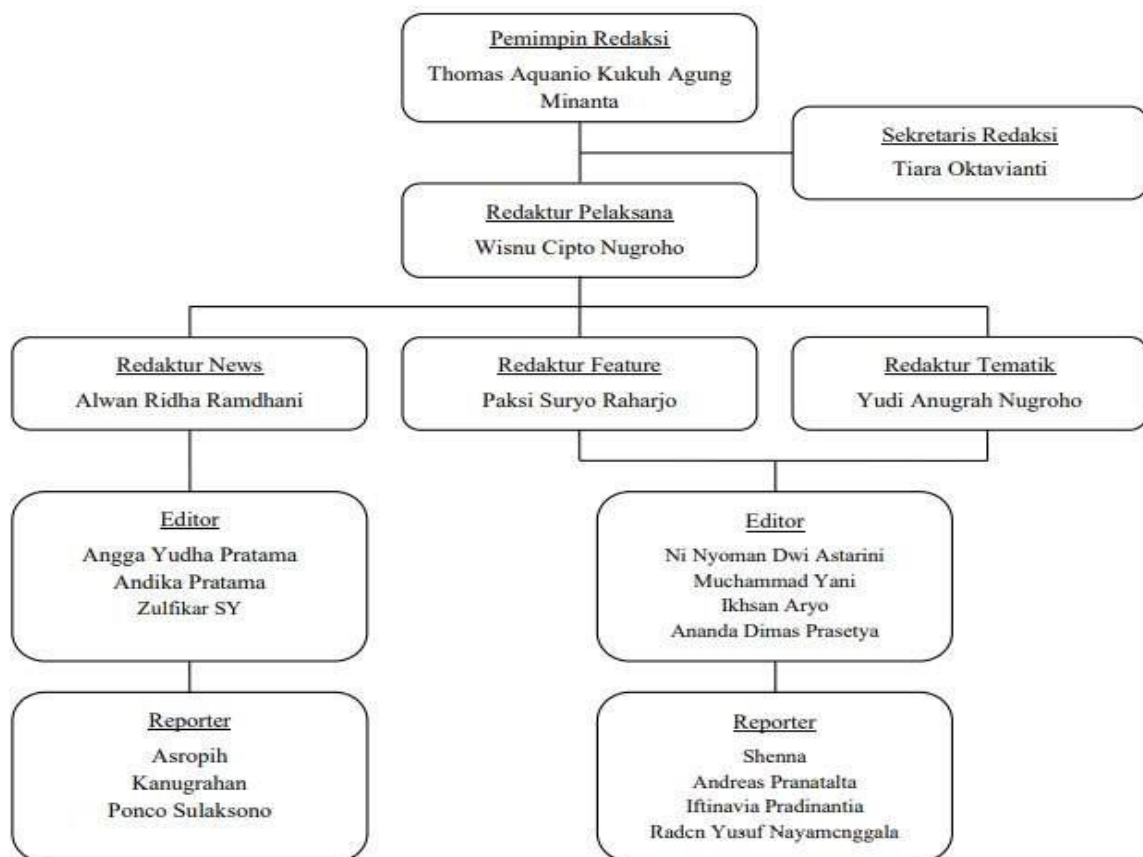 Pemimpin Redaksi
Thomas Aquanio Kukuh Agung
Minanta
Sekretaris Redaksi
Tiara Oktavianti
Redaktur Pelaksana
Wisnu Cipto Nugroho
Redaktur News
Alwan Ridha Ramdhani
Redaktur Feature
Paksi Suryo Raharjo
Redaktur Tematik
Yudi Anugrah Nugroho
Editor
Angga Yudha Pratama
Andika Pratama
Zulfikar SY
Editor
Ni Nyoman Dwi Astarini
Muchammad Yani
Ikhsan Aryo
Ananda Dimas Prasetya
Reporter
Asropih
Kanugrahan
Ponco Sulaksono
Reporter
Shenna
Andreas Pranatalta
Iftinavia Pradinantia
Raden Yusuf Nayamenggala